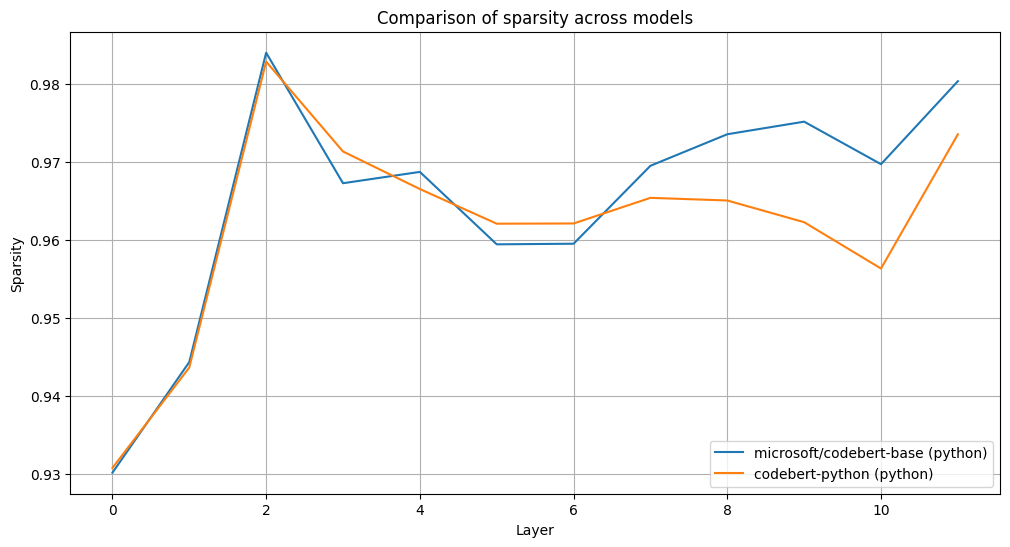 Comparison of sparsity across models
Sparsity
0.98
0.97
0.96
0.95
0.94
0.93
microsoft/codebert-base (python)
codebert-python (python)
0 2 4 6 8 10
Layer